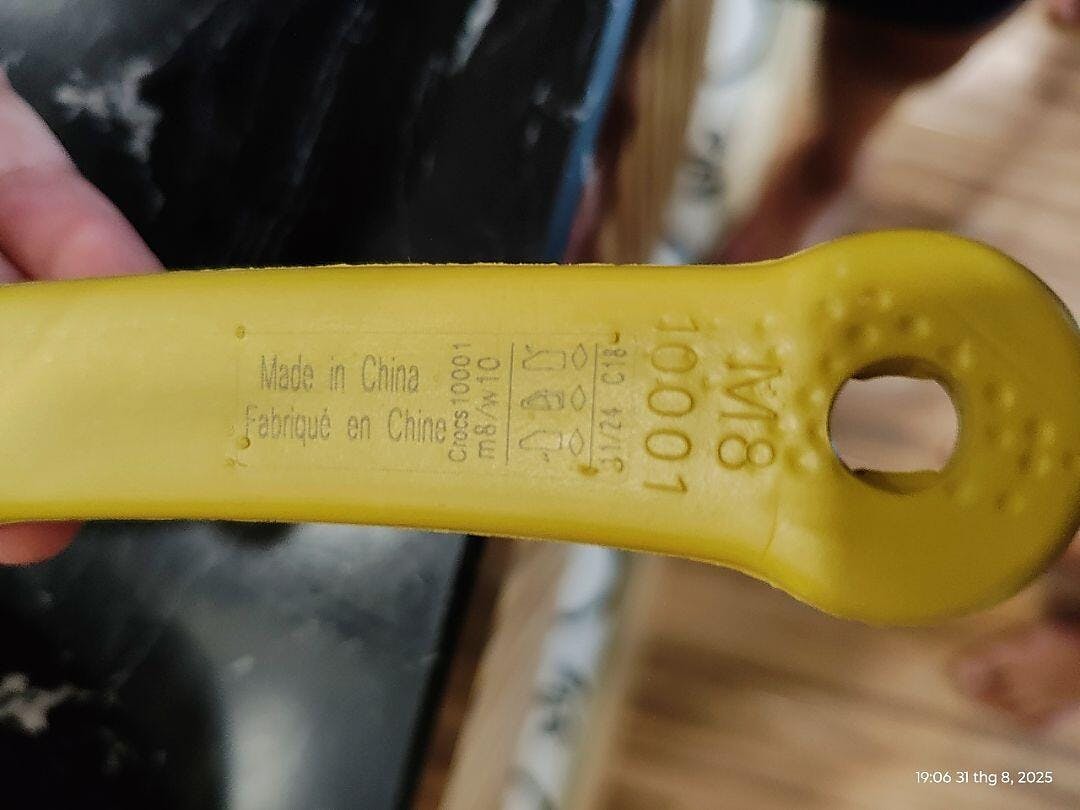 Made in China
Fabriqué en Chine
Crocs10001
m8/w10
31/24 C18
10001
M8
19:06 31 thg 8, 2025